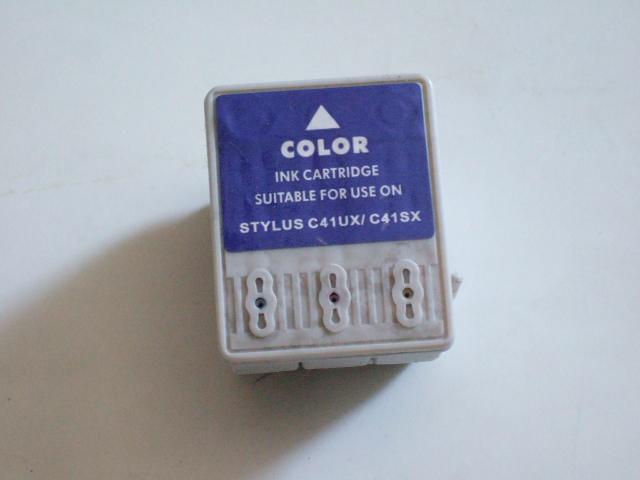 COLOR
INK CARTRIDGE
SUITABLE FOR USE ON
STYLUS C41UX/ C41SX